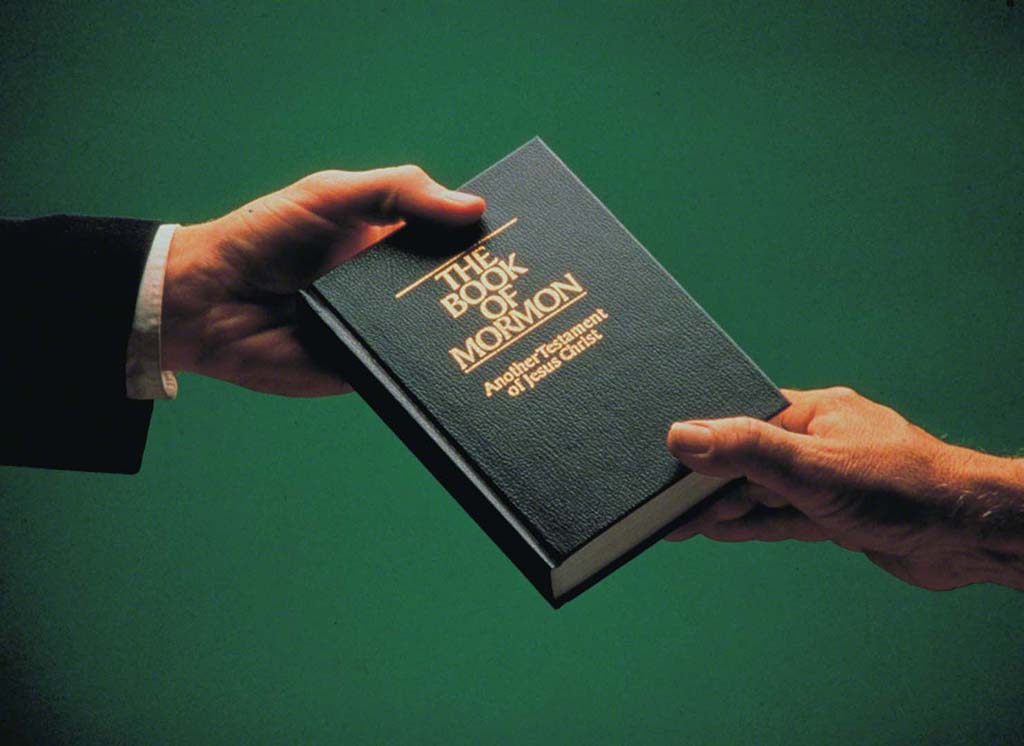 THE
BOOK
OF
MORMON
Another Testament
of Jesus Christ